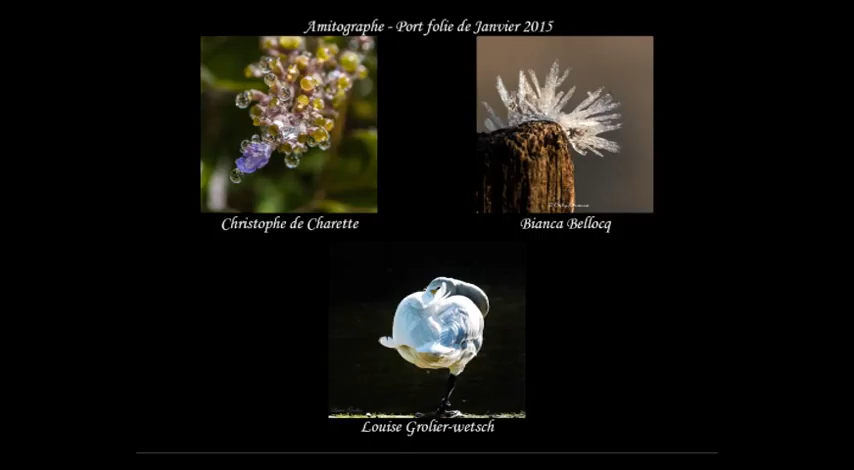 Amitographe - Port folie de Janvier 2015
Christophe de Charette
Bianca Bellocq
Louise Grolier-wetsch